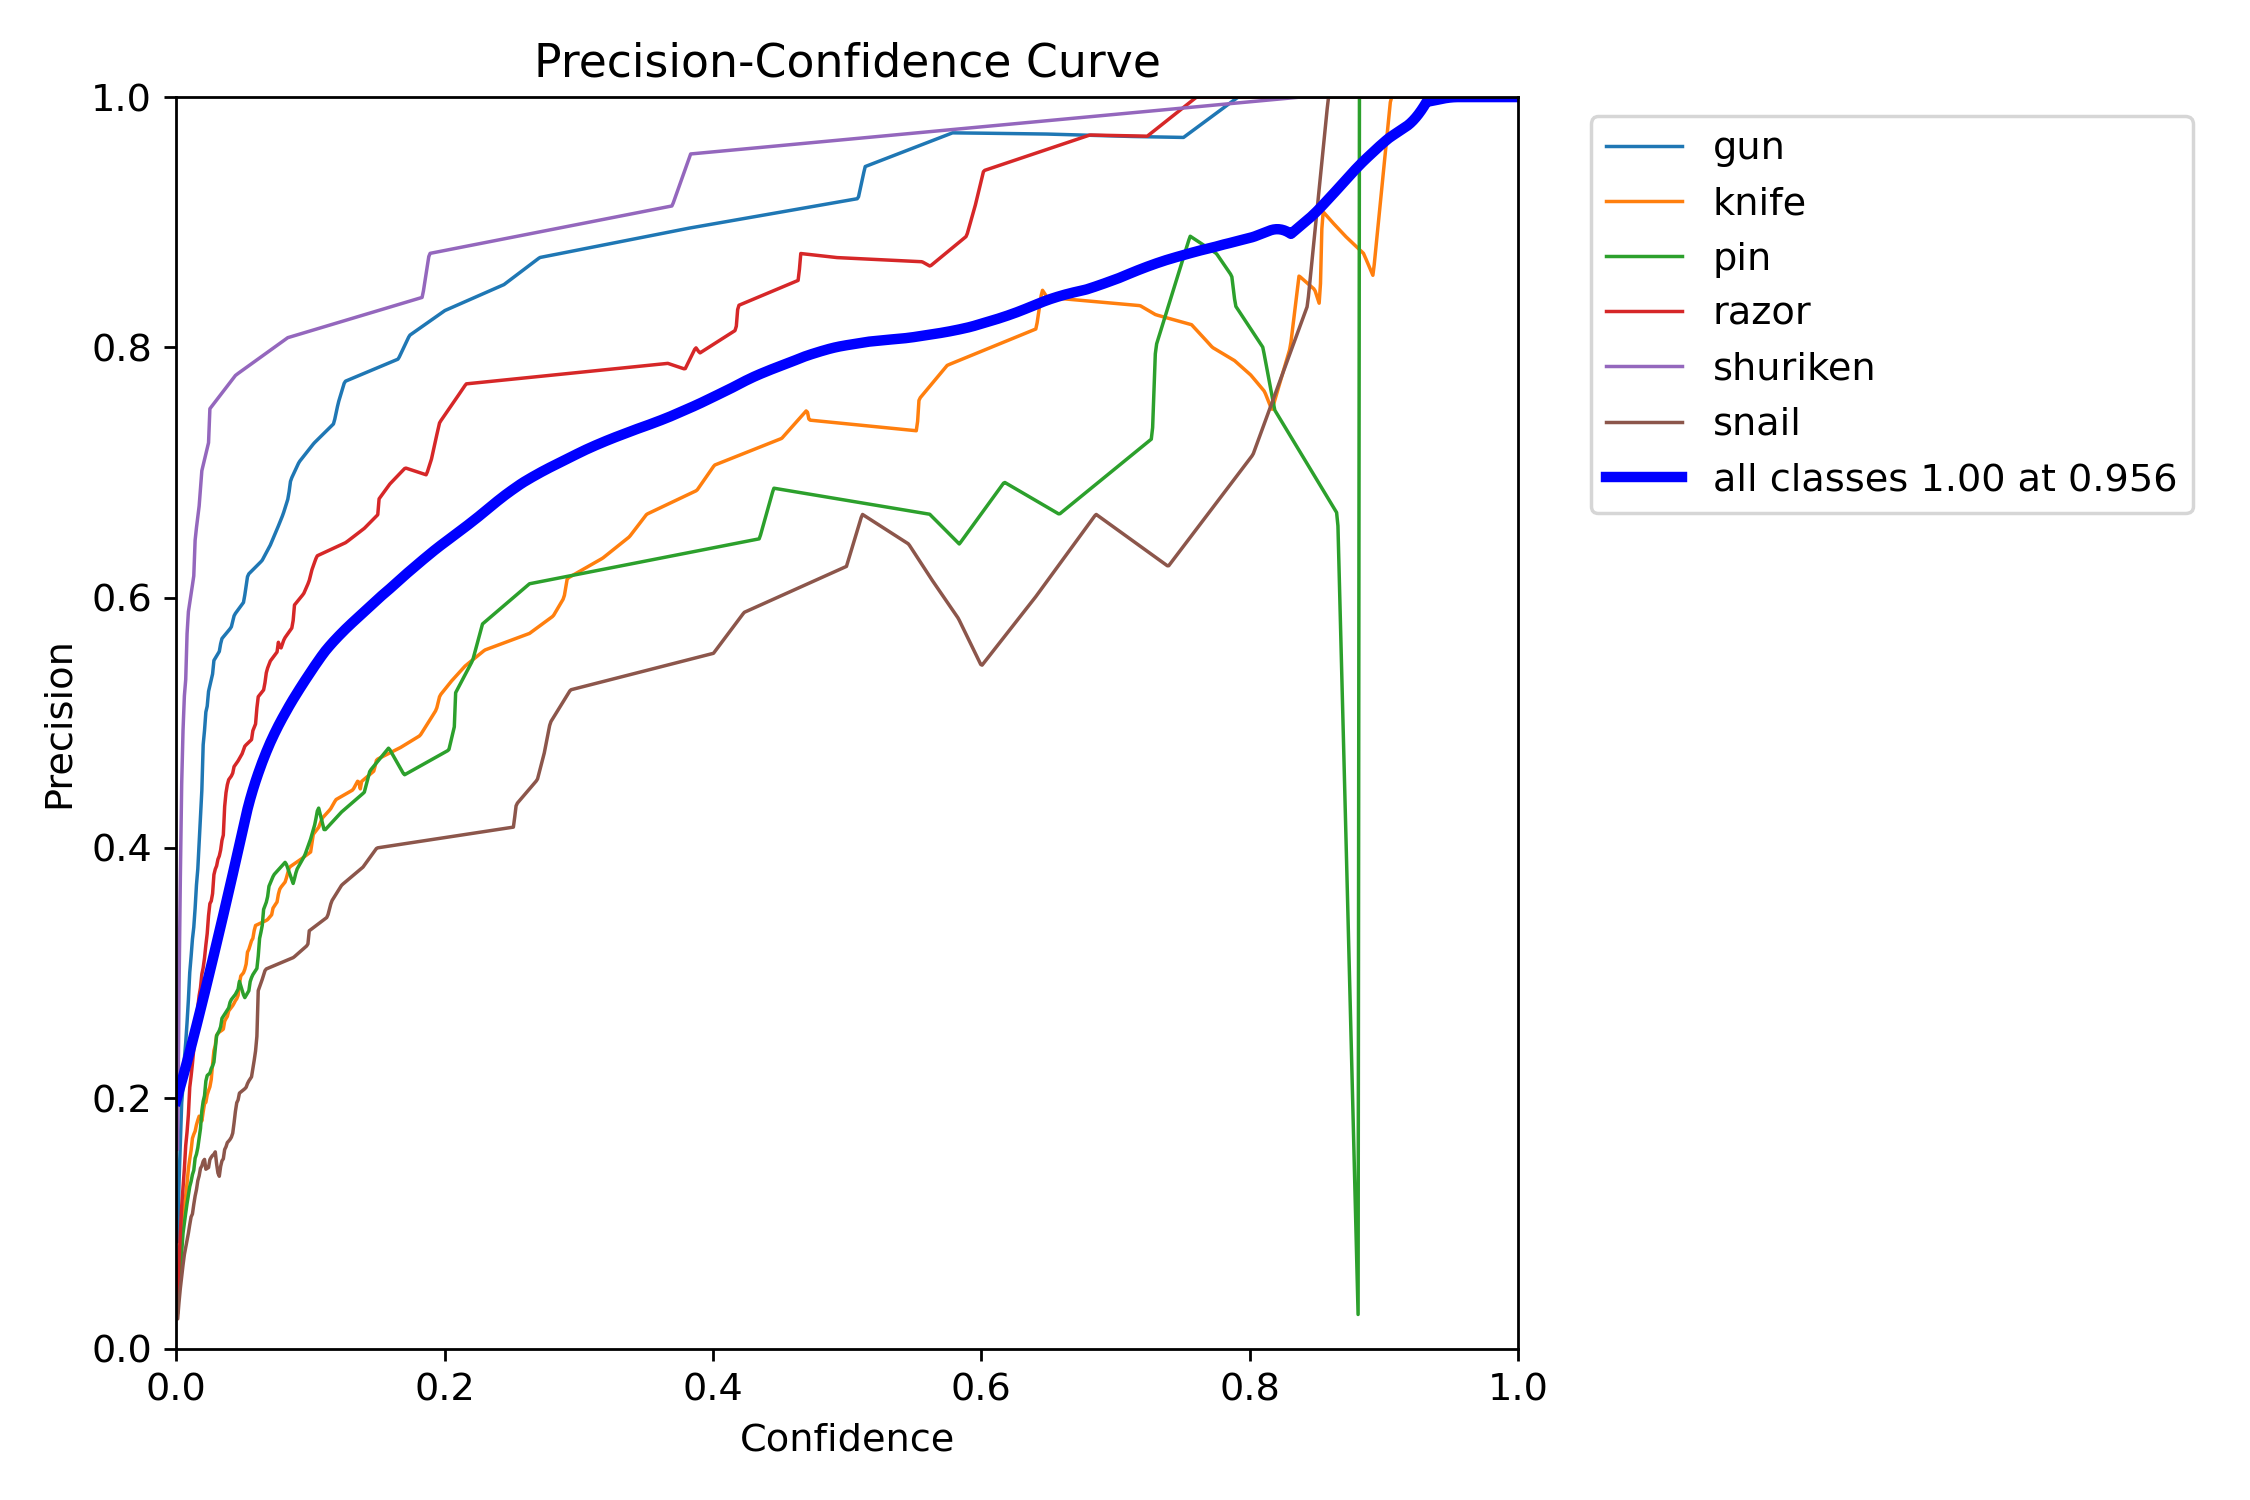 Precision-Confidence Curve
1.0
0.8
0.6
0.4
0.2
0.0
Precision
0.0 0.2 0.4 0.6 0.8 1.0
Confidence
gun
knife
pin
razor
shuriken
snail
all classes 1.00 at 0.956